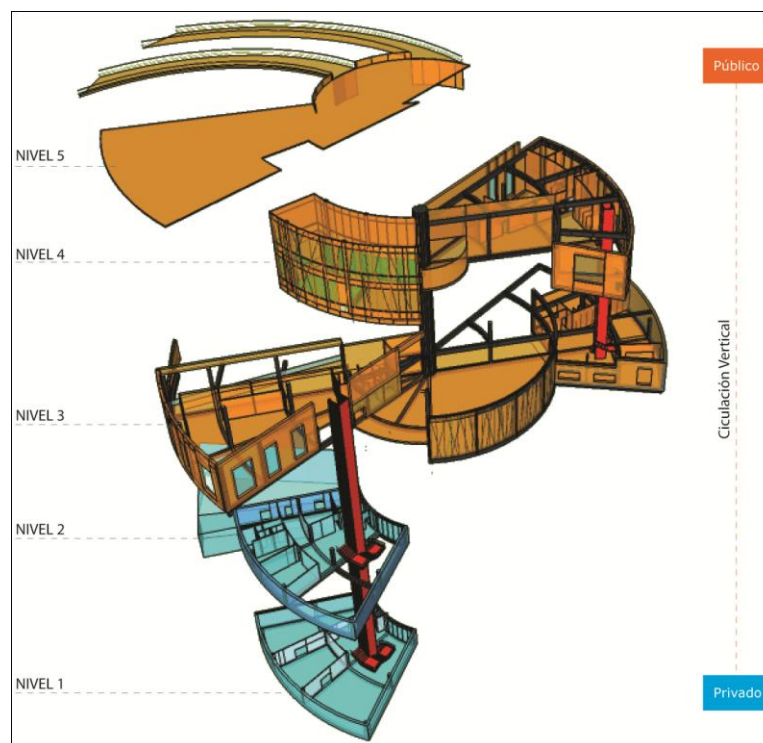 Público
NIVEL 5
NIVEL 4
Ciculación Vertical
NIVEL 3
NIVEL 2
NIVEL 1
Privado